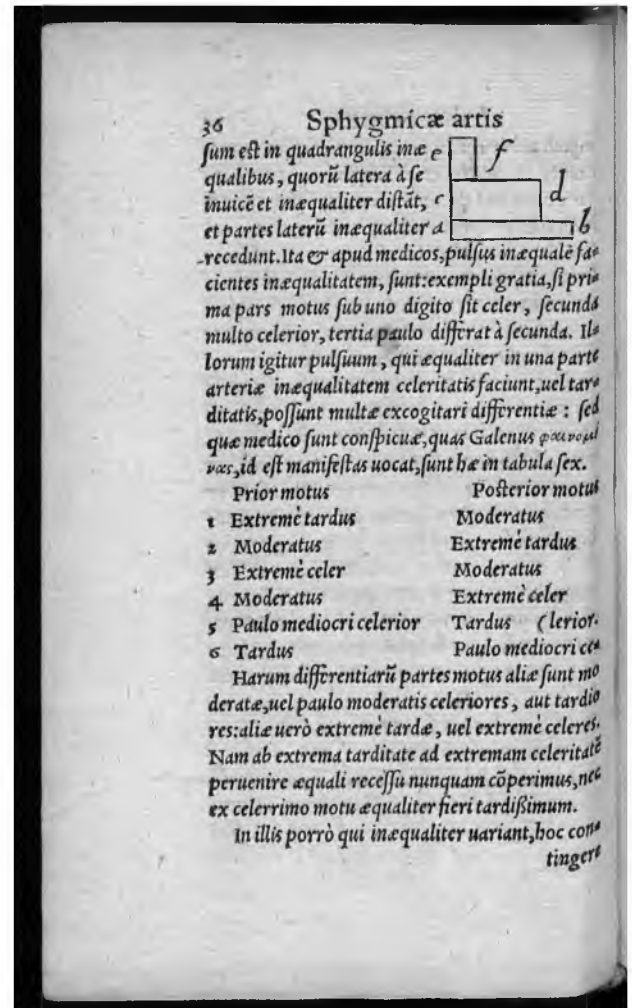 36 Sphygmicæ artis
sum est in quadrangulis inæ e f
qualibus, quorū latera à se
inuicē et inæqualiter distāt, c d
et partes laterū inæqualiter a b
recedunt. Ita & apud medicos, pulsus inæqualē fa-
cientes inæqualitatem, sunt: exempli gratia, si pri-
ma pars motus sub uno digito sit celer, secunda
multo celerior, tertia paulo differat à secunda. Il-
lorum igitur pulsuum, qui æqualiter in una parte
arteriæ inæqualitatem celeritatis faciunt, uel tar-
ditatis, possunt multæ excogitari differentiæ : sed
quæ medico sunt conspicuæ, quas Galenus φαινομέ
νας, id est manifestas uocat, sunt hæ in tabula sex.
Prior motus Posterior motus
1 Extremè tardus Moderatus
2 Moderatus Extremè tardus
3 Extremè celer Moderatus
4 Moderatus Extremè celer
5 Paulo mediocri celerior Tardus (lerior.
6 Tardus Paulo mediocri ce-
Harum differentiarū partes motus aliæ sunt mo
deratæ, uel paulo moderatis celeriores, aut tardio
res: aliæ uerò extremè tardæ, uel extremè celeres.
Nam ab extrema tarditate ad extremam celeritatē
peruenire æquali recessu nunquam cōperimus, nec
ex celerrimo motu æqualiter fieri tardißimum.
In illis porrò qui inæqualiter uariant, hoc con-
tingere